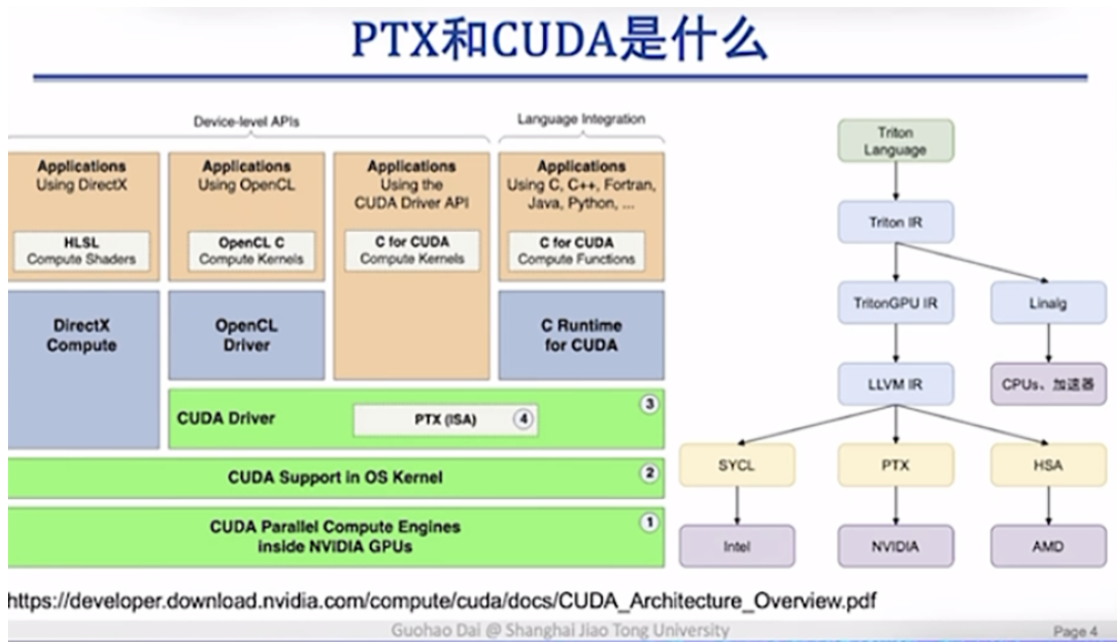 PTX和CUDA是什么
Device-level APIs
Language Integration
Applications
Using DirectX
HLSL
Compute Shaders
Applications
Using OpenCL
OpenCL C
Compute Kernels
Applications
Using the
CUDA Driver API
C for CUDA
Compute Kernels
Applications
Using C, C++, Fortran,
Java, Python, ...
C for CUDA
Compute Functions
DirectX
Compute
OpenCL
Driver
C Runtime
for CUDA
CUDA Driver
PTX (ISA)
④
③
CUDA Support in OS Kernel
②
CUDA Parallel Compute Engines
inside NVIDIA GPUs
①
Triton
Language
Triton IR
TritonGPU IR
Linalg
LLVM IR
CPUs、加速器
SYCL
PTX
HSA
Intel
NVIDIA
AMD
https://developer.download.nvidia.com/compute/cuda/docs/CUDA_Architecture_Overview.pdf
Guohao Dai @ Shanghai Jiao Tong University
Page 4